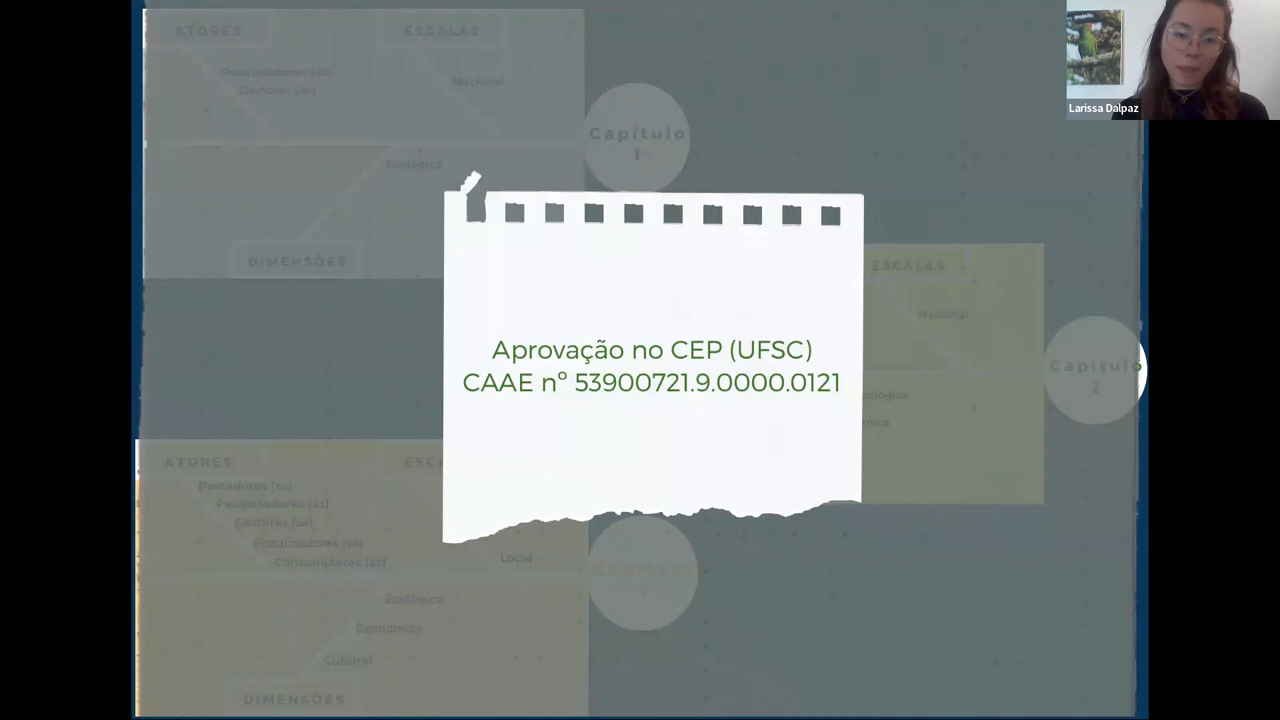 ATORES
ESCALAS
Pesquisadores (as)
Gestores (as)
Nacional
Ecológica
DIMENSÕES
Capítulo
1
Larissa Dalpaz
Aprovação no CEP (UFSC)
CAAE nº 53900721.9.0000.0121
ESCALAS
Nacional
Capítulo
2
ATORES
Pescadores (as)
Pesquisadores (as)
Gestores (as)
Fiscalizadores (as)
Consumidores (as)
Local
Ecológica
Econômica
Cultural
DIMENSÕES
Capítulo